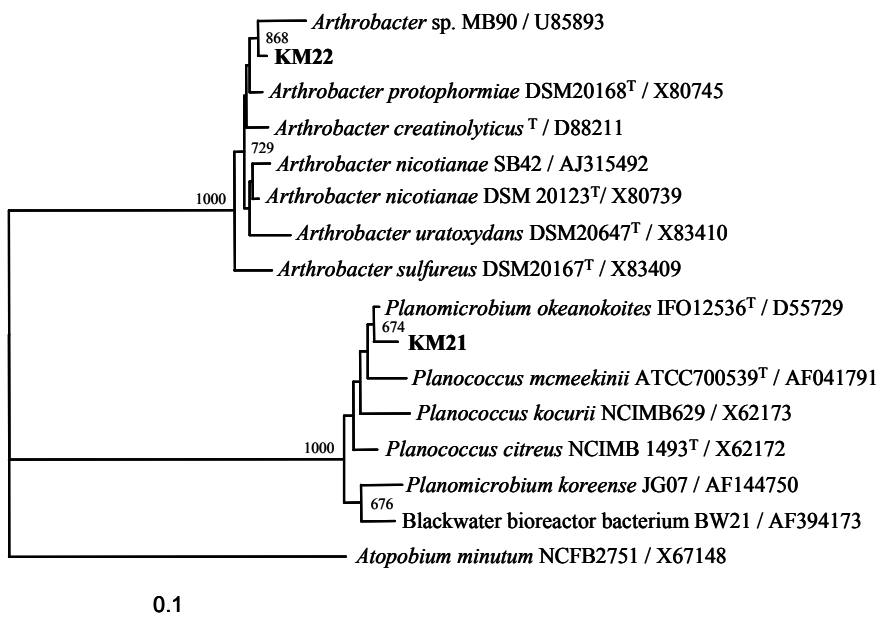 Arthrobacter sp. MB90 / U85893
868
KM22
Arthrobacter protophormiae DSM20168ᵀ / X80745
Arthrobacter creatinolyticus ᵀ / D88211
729
Arthrobacter nicotianae SB42 / AJ315492
Arthrobacter nicotianae DSM 20123ᵀ/ X80739
1000
Arthrobacter uratoxydans DSM20647ᵀ / X83410
Arthrobacter sulfureus DSM20167ᵀ / X83409
Planomicrobium okeanokoites IFO12536ᵀ / D55729
674
KM21
Planococcus mcmeekinii ATCC700539ᵀ / AF041791
Planococcus kocurii NCIMB629 / X62173
1000
Planococcus citreus NCIMB 1493ᵀ / X62172
Planomicrobium koreense JG07 / AF144750
676
Blackwater bioreactor bacterium BW21 / AF394173
Atopobium minutum NCFB2751 / X67148
0.1